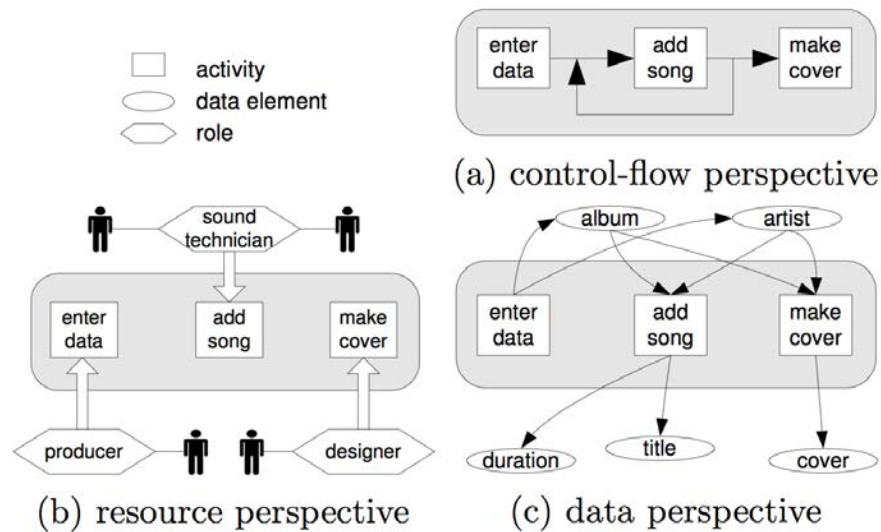 activity
data element
role
enter
data
add
song
make
cover
(a) control-flow perspective
sound
technician
enter
data
add
song
make
cover
producer
designer
(b) resource perspective
album
artist
enter
data
add
song
make
cover
duration
title
cover
(c) data perspective